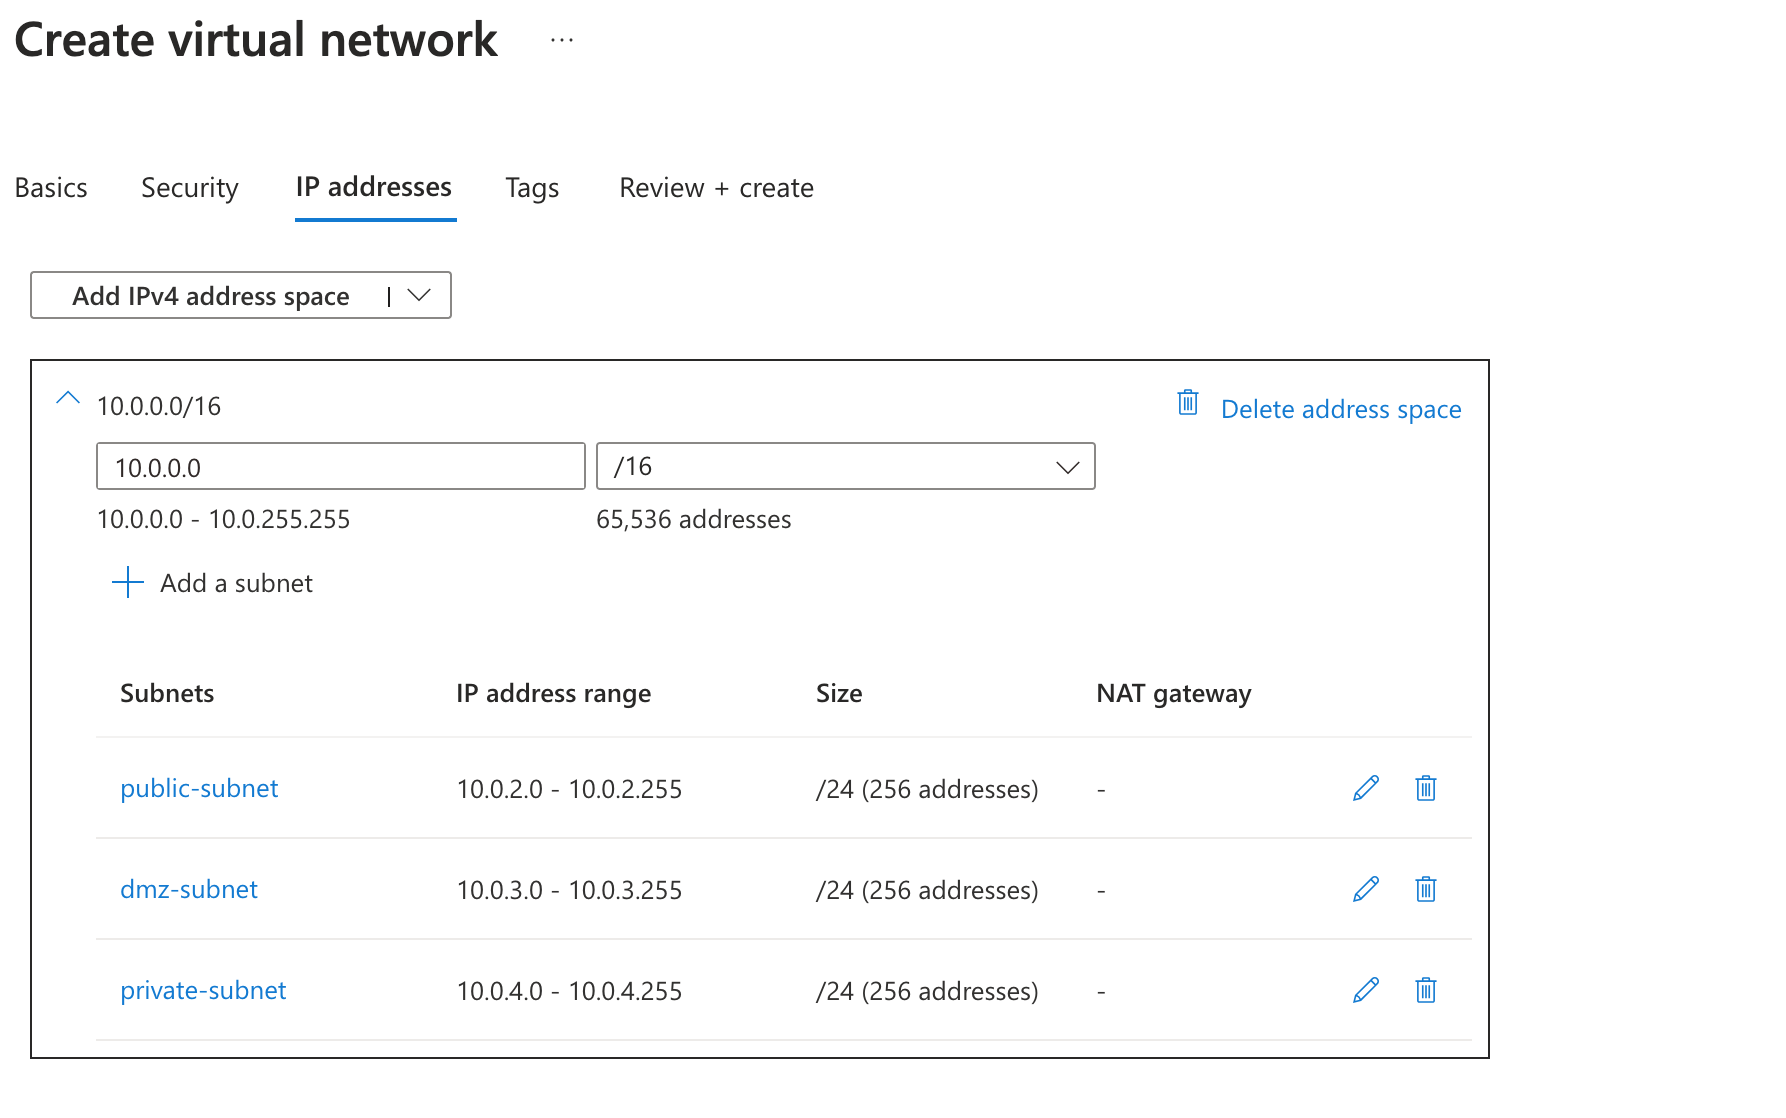 Create virtual network ...
Basics Security IP addresses Tags Review + create
Add IPv4 address space |
10.0.0.0/16 Delete address space
10.0.0.0 /16
10.0.0.0 - 10.0.255.255 65,536 addresses
+ Add a subnet
Subnets IP address range Size NAT gateway
public-subnet 10.0.2.0 - 10.0.2.255 /24 (256 addresses) -
dmz-subnet 10.0.3.0 - 10.0.3.255 /24 (256 addresses) -
private-subnet 10.0.4.0 - 10.0.4.255 /24 (256 addresses) -